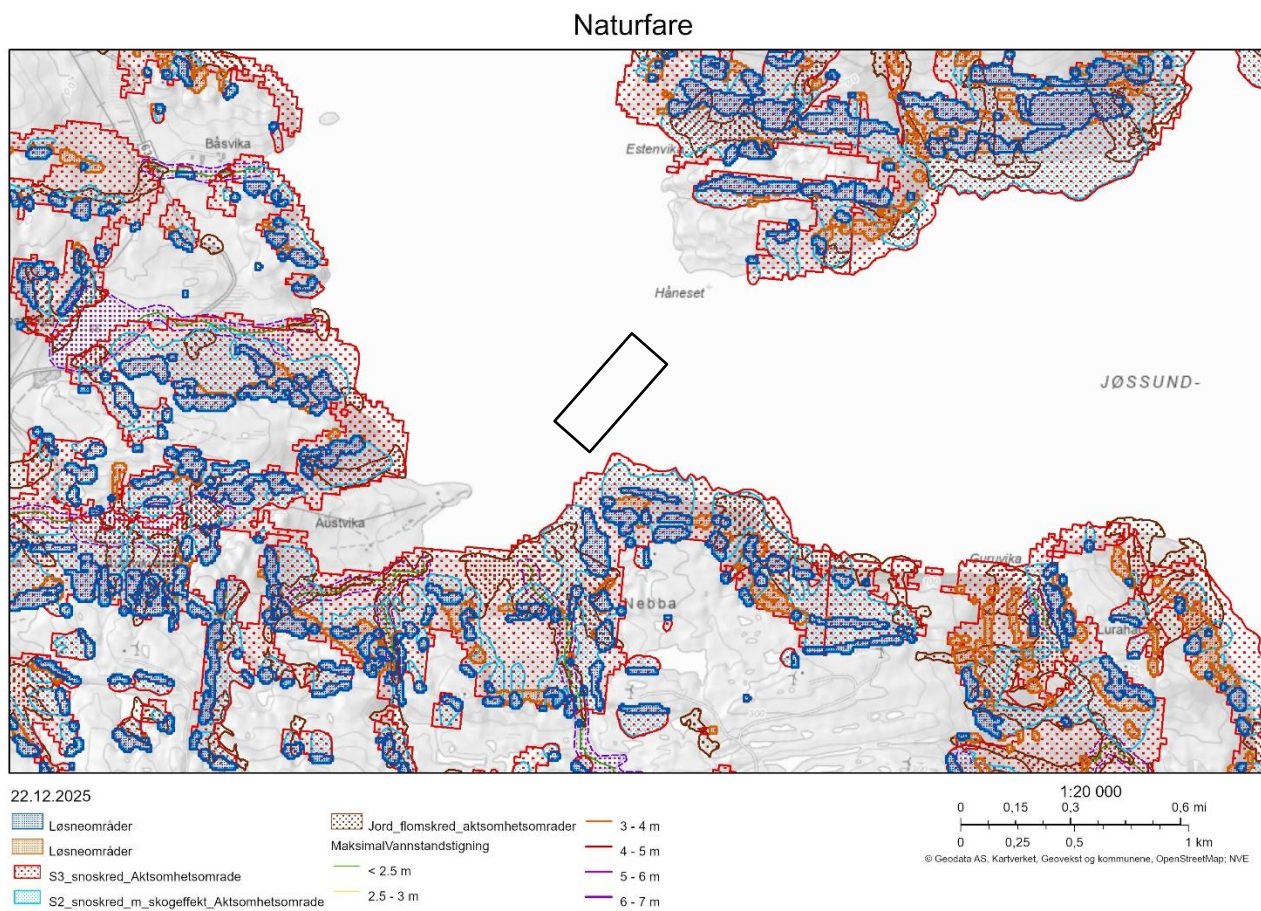 Naturfare
Båsvika
Estenvika
Håneset
JØSSUND-
Austvika
Guruvika
Nebba
300
22.12.2025
Løsneområder
Løsneområder
S3_snoskred_Aktsomhetsomrade
S2_snoskred_m_skogeffekt_Aktsomhetsomrade
Jord_flomskred_aktsomhetsomrader
MaksimalVannstandstigning
< 2.5 m
2.5 - 3 m
3 - 4 m
4 - 5 m
5 - 6 m
6 - 7 m
1:20 000
0 0,15 0,3 0,6 mi
0 0,25 0,5 1 km
© Geodata AS, Kartverket, Geovekst og kommunene, OpenStreetMap; NVE